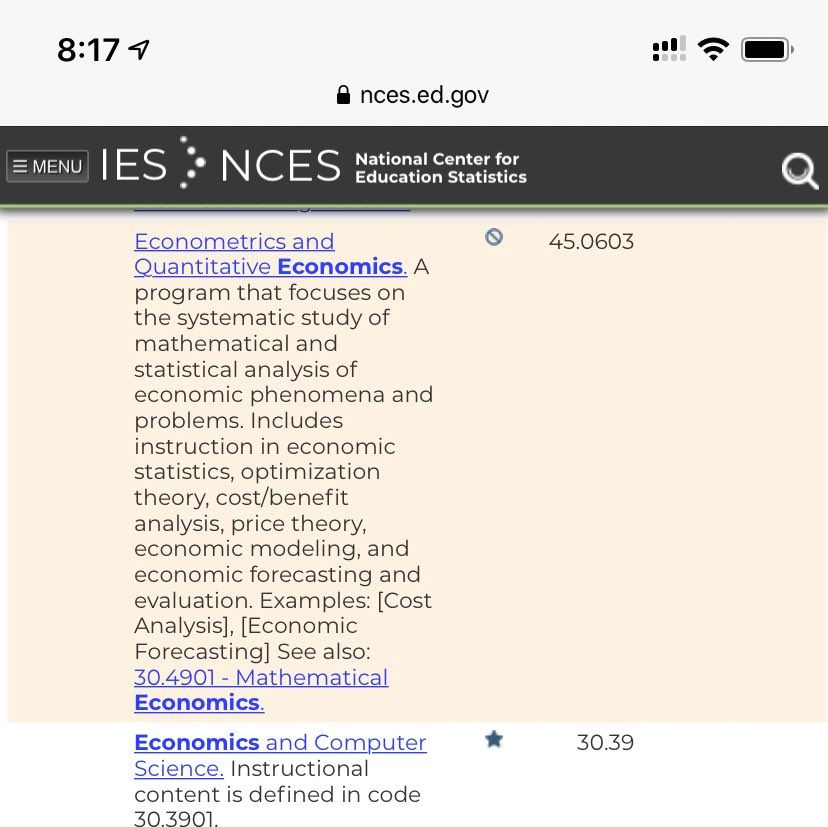 8:17
nces.ed.gov
MENU
IES NCES National Center for
Education Statistics
Econometrics and
Quantitative Economics. A
program that focuses on
the systematic study of
mathematical and
statistical analysis of
economic phenomena and
problems. Includes
instruction in economic
statistics, optimization
theory, cost/benefit
analysis, price theory,
economic modeling, and
economic forecasting and
evaluation. Examples: [Cost
Analysis], [Economic
Forecasting] See also:
30.4901 - Mathematical
Economics.
45.0603
Economics and Computer
Science. Instructional
content is defined in code
30.3901.
30.39